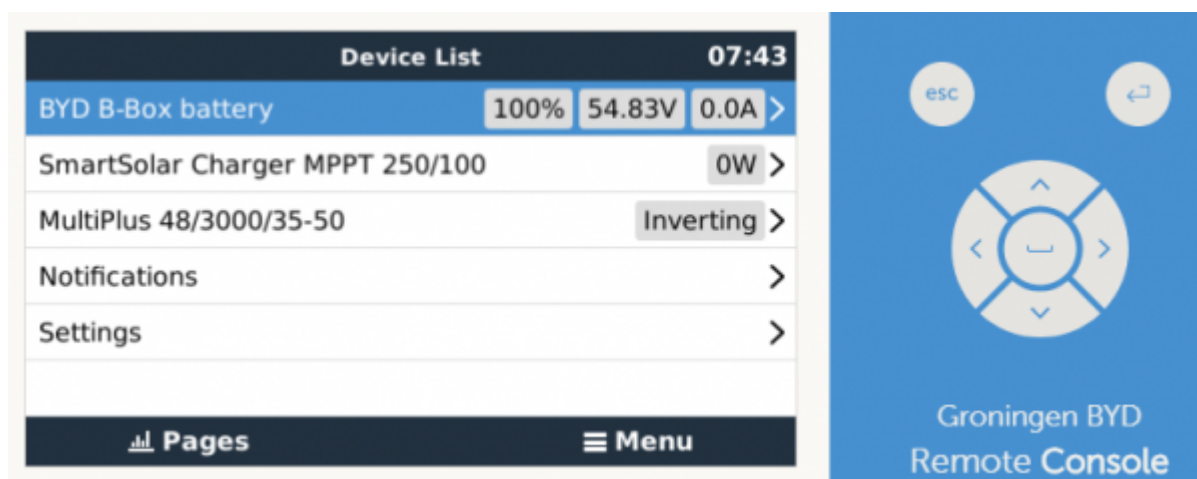 Device List 07:43
BYD B-Box battery 100% 54.83V 0.0A
SmartSolar Charger MPPT 250/100 0W
MultiPlus 48/3000/35-50 Inverting
Notifications
Settings
Pages Menu
esc
Groningen BYD
Remote Console